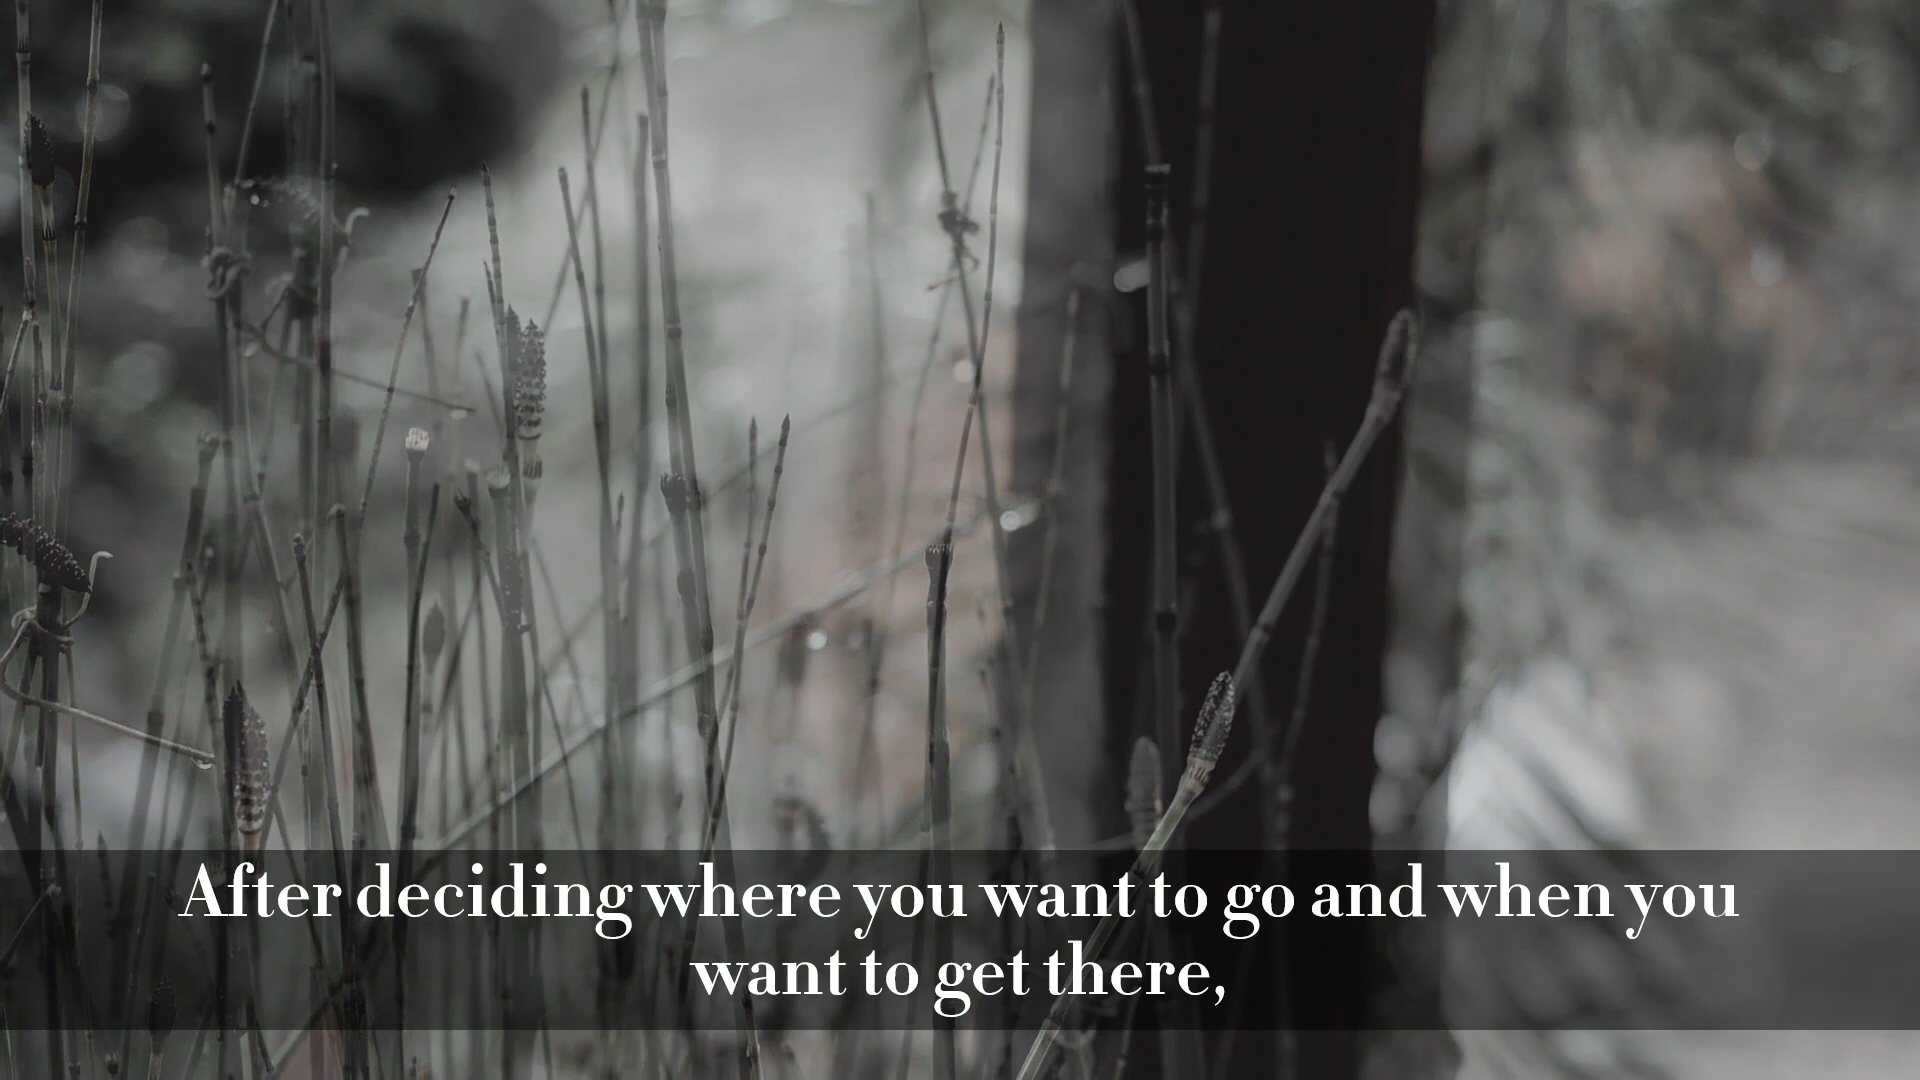 After deciding where you want to go and when you
want to get there,